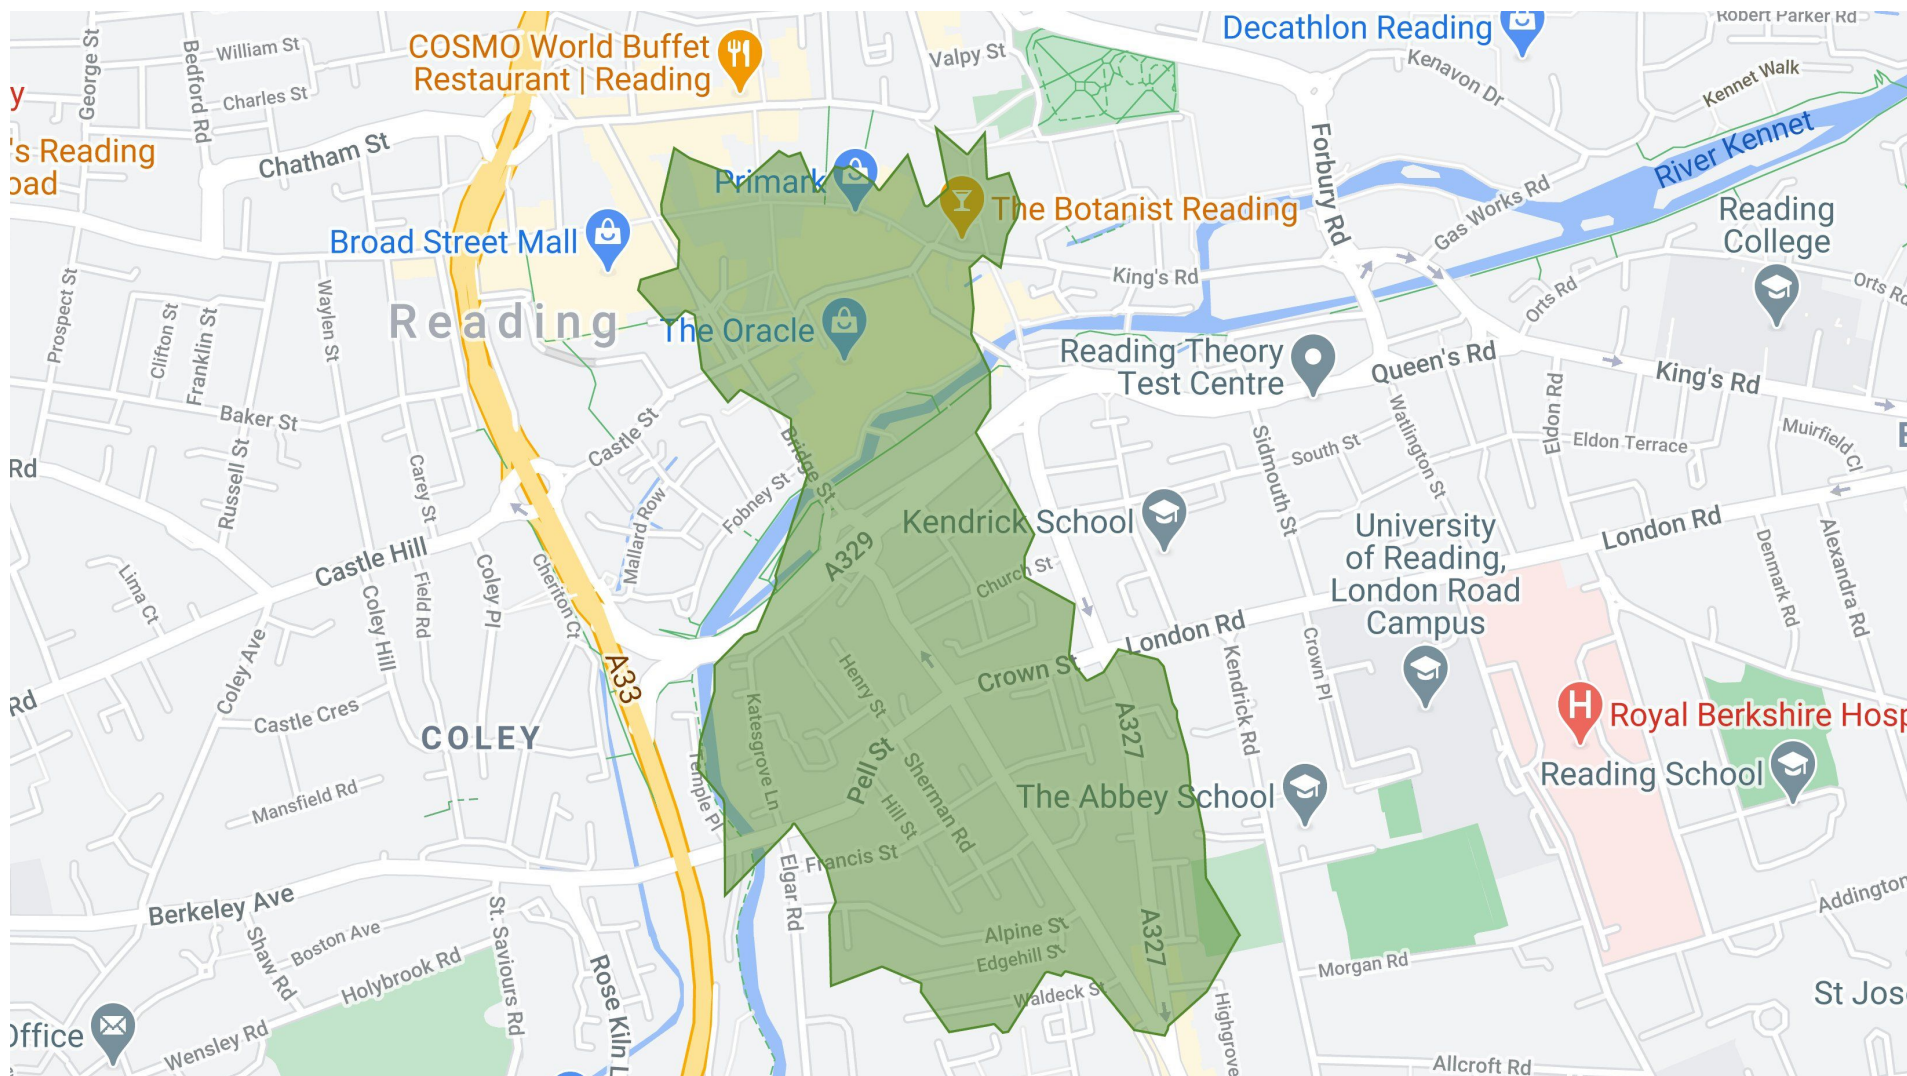 George St
Bedford Rd
William St
Charles St
COSMO World Buffet
Restaurant | Reading
Valpy St
Decathlon Reading
Robert Parker Rd
Kenavon Dr
Kennet Walk
y
's Reading
oad
Chatham St
Forbury Rd
River Kennet
Primark
The Botanist Reading
Gas Works Rd
Reading
College
Broad Street Mall
King's Rd
Orts Rd
Orts Rd
Prospect St
Clifton St
Franklin St
Waylen St
Reading
The Oracle
Reading Theory
Test Centre
Queen's Rd
King's Rd
Baker St
Castle St
Bridge St
Watlington St
Eldon Rd
Eldon Terrace
Muirfield Cl
E
Rd
Russell St
Carey St
Fobney St
Mallard Row
Sidmouth St
South St
Castle Hill
A329
Kendrick School
University
of Reading,
London Road
Campus
London Rd
Denmark Rd
Alexandra Rd
Lima Ct
Coley Ave
Coley Hill
Field Rd
Coley Pl
Cheriton Ct
Church St
London Rd
Crown St
Crown Pl
Kendrick Rd
Rd
Castle Cres
COLEY
A33
Henry St
Katesgrove Ln
Temple Pl
Pell St
Sherman Rd
Hill St
A327
Royal Berkshire Hosp
H
Reading School
The Abbey School
Mansfield Rd
Francis St
Elgar Rd
Berkeley Ave
Shaw Rd
Boston Ave
Holybrook Rd
St. Saviours Rd
Rose Kiln L
Alpine St
Edgehill St
Waldeck St
A327
Highgrove
Morgan Rd
Addington
St Jos
Office
Wensley Rd
Allcroft Rd